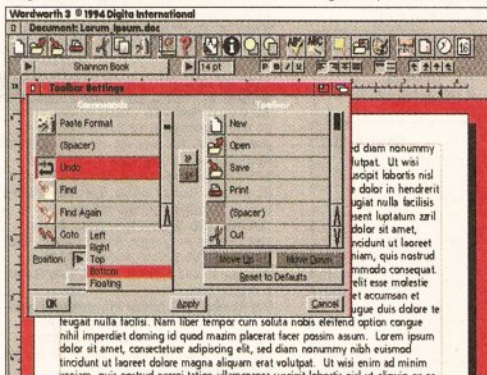 Wordworth 3 ©1994 Digita International
Document: Lorum_Ipsum.doc
Shannon Book
14 pt
Toolbar Settings
Commands
Toolbar
Paste Format
(Spacer)
Undo
Find
Find Again
Goto
New
Open
Save
Print
(Spacer)
Cut
Position:
Left
Right
Top
Bottom
Floating
Move Up
Move Down
Reset to Defaults
OK
Apply
Cancel
ed diam nonummy
lutpat. Ut wisi
uscipit lobortis nisl
e dolor in hendrerit
ugiat nulla facilisis
esent luptatum zzril
dolor sit amet,
ncidunt ut laoreet
niam, quis nostrud
mmodo consequat.
velit esse molestie
et accumsan et
ugue duis dolore te
feugait nulla facilisi. Nam liber tempor cum soluta nobis eleifend option congue
nihil imperdiet doming id quod mazim placerat facer possim assum. Lorem ipsum
dolor sit amet, consectetuer adipiscing elit, sed diam nonummy nibh euismod
tincidunt ut laoreet dolore magna aliquam erat volutpat. Ut wisi enim ad minim